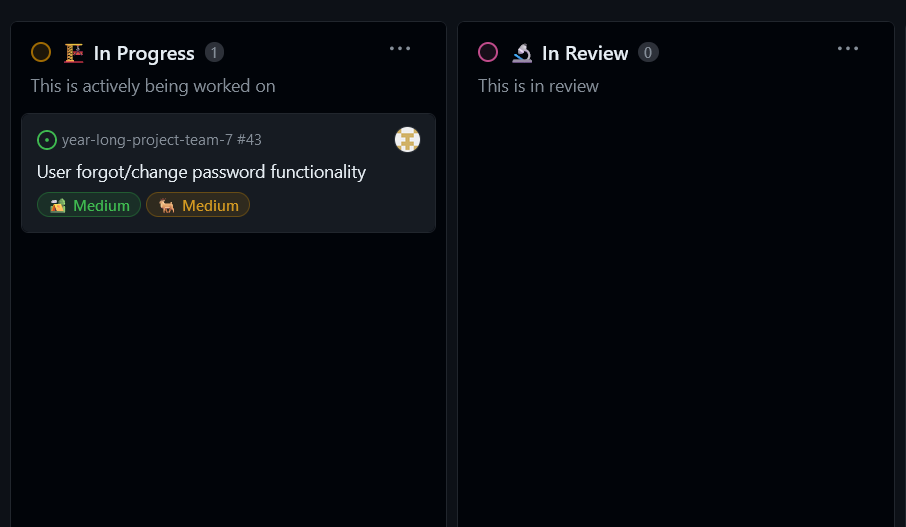 In Progress 1
This is actively being worked on
year-long-project-team-7 #43
User forgot/change password functionality
Medium Medium
In Review 0
This is in review